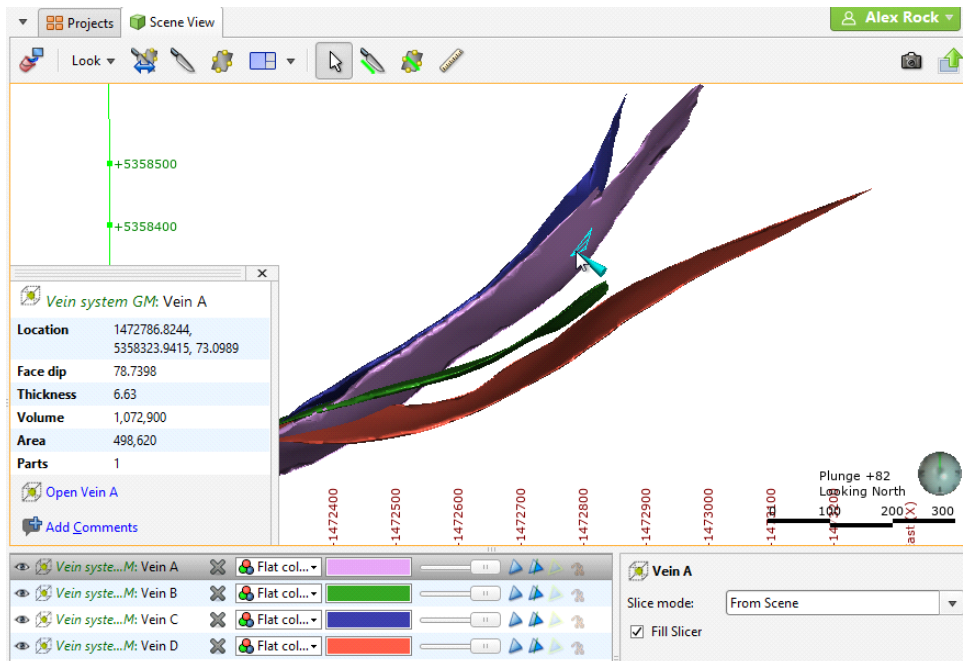 Projects
Scene View
Alex Rock
Look
+5358500
+5358400
Vein system GM: Vein A
Location 1472786.8244,
5358323.9415, 73.0989
Face dip 78.7398
Thickness 6.63
Volume 1,072,900
Area 498,620
Parts 1
Open Vein A
Add Comments
Plunge +82
Looking North
0 100 200 300
-1472400
-1472500
-1472600
-1472700
-1472800
-1472900
-1473000
-1473100
ast (X)
Vein syste...M: Vein A Flat col...
Vein syste...M: Vein B Flat col...
Vein syste...M: Vein C Flat col...
Vein syste...M: Vein D Flat col...
Vein A
Slice mode: From Scene
Fill Slicer